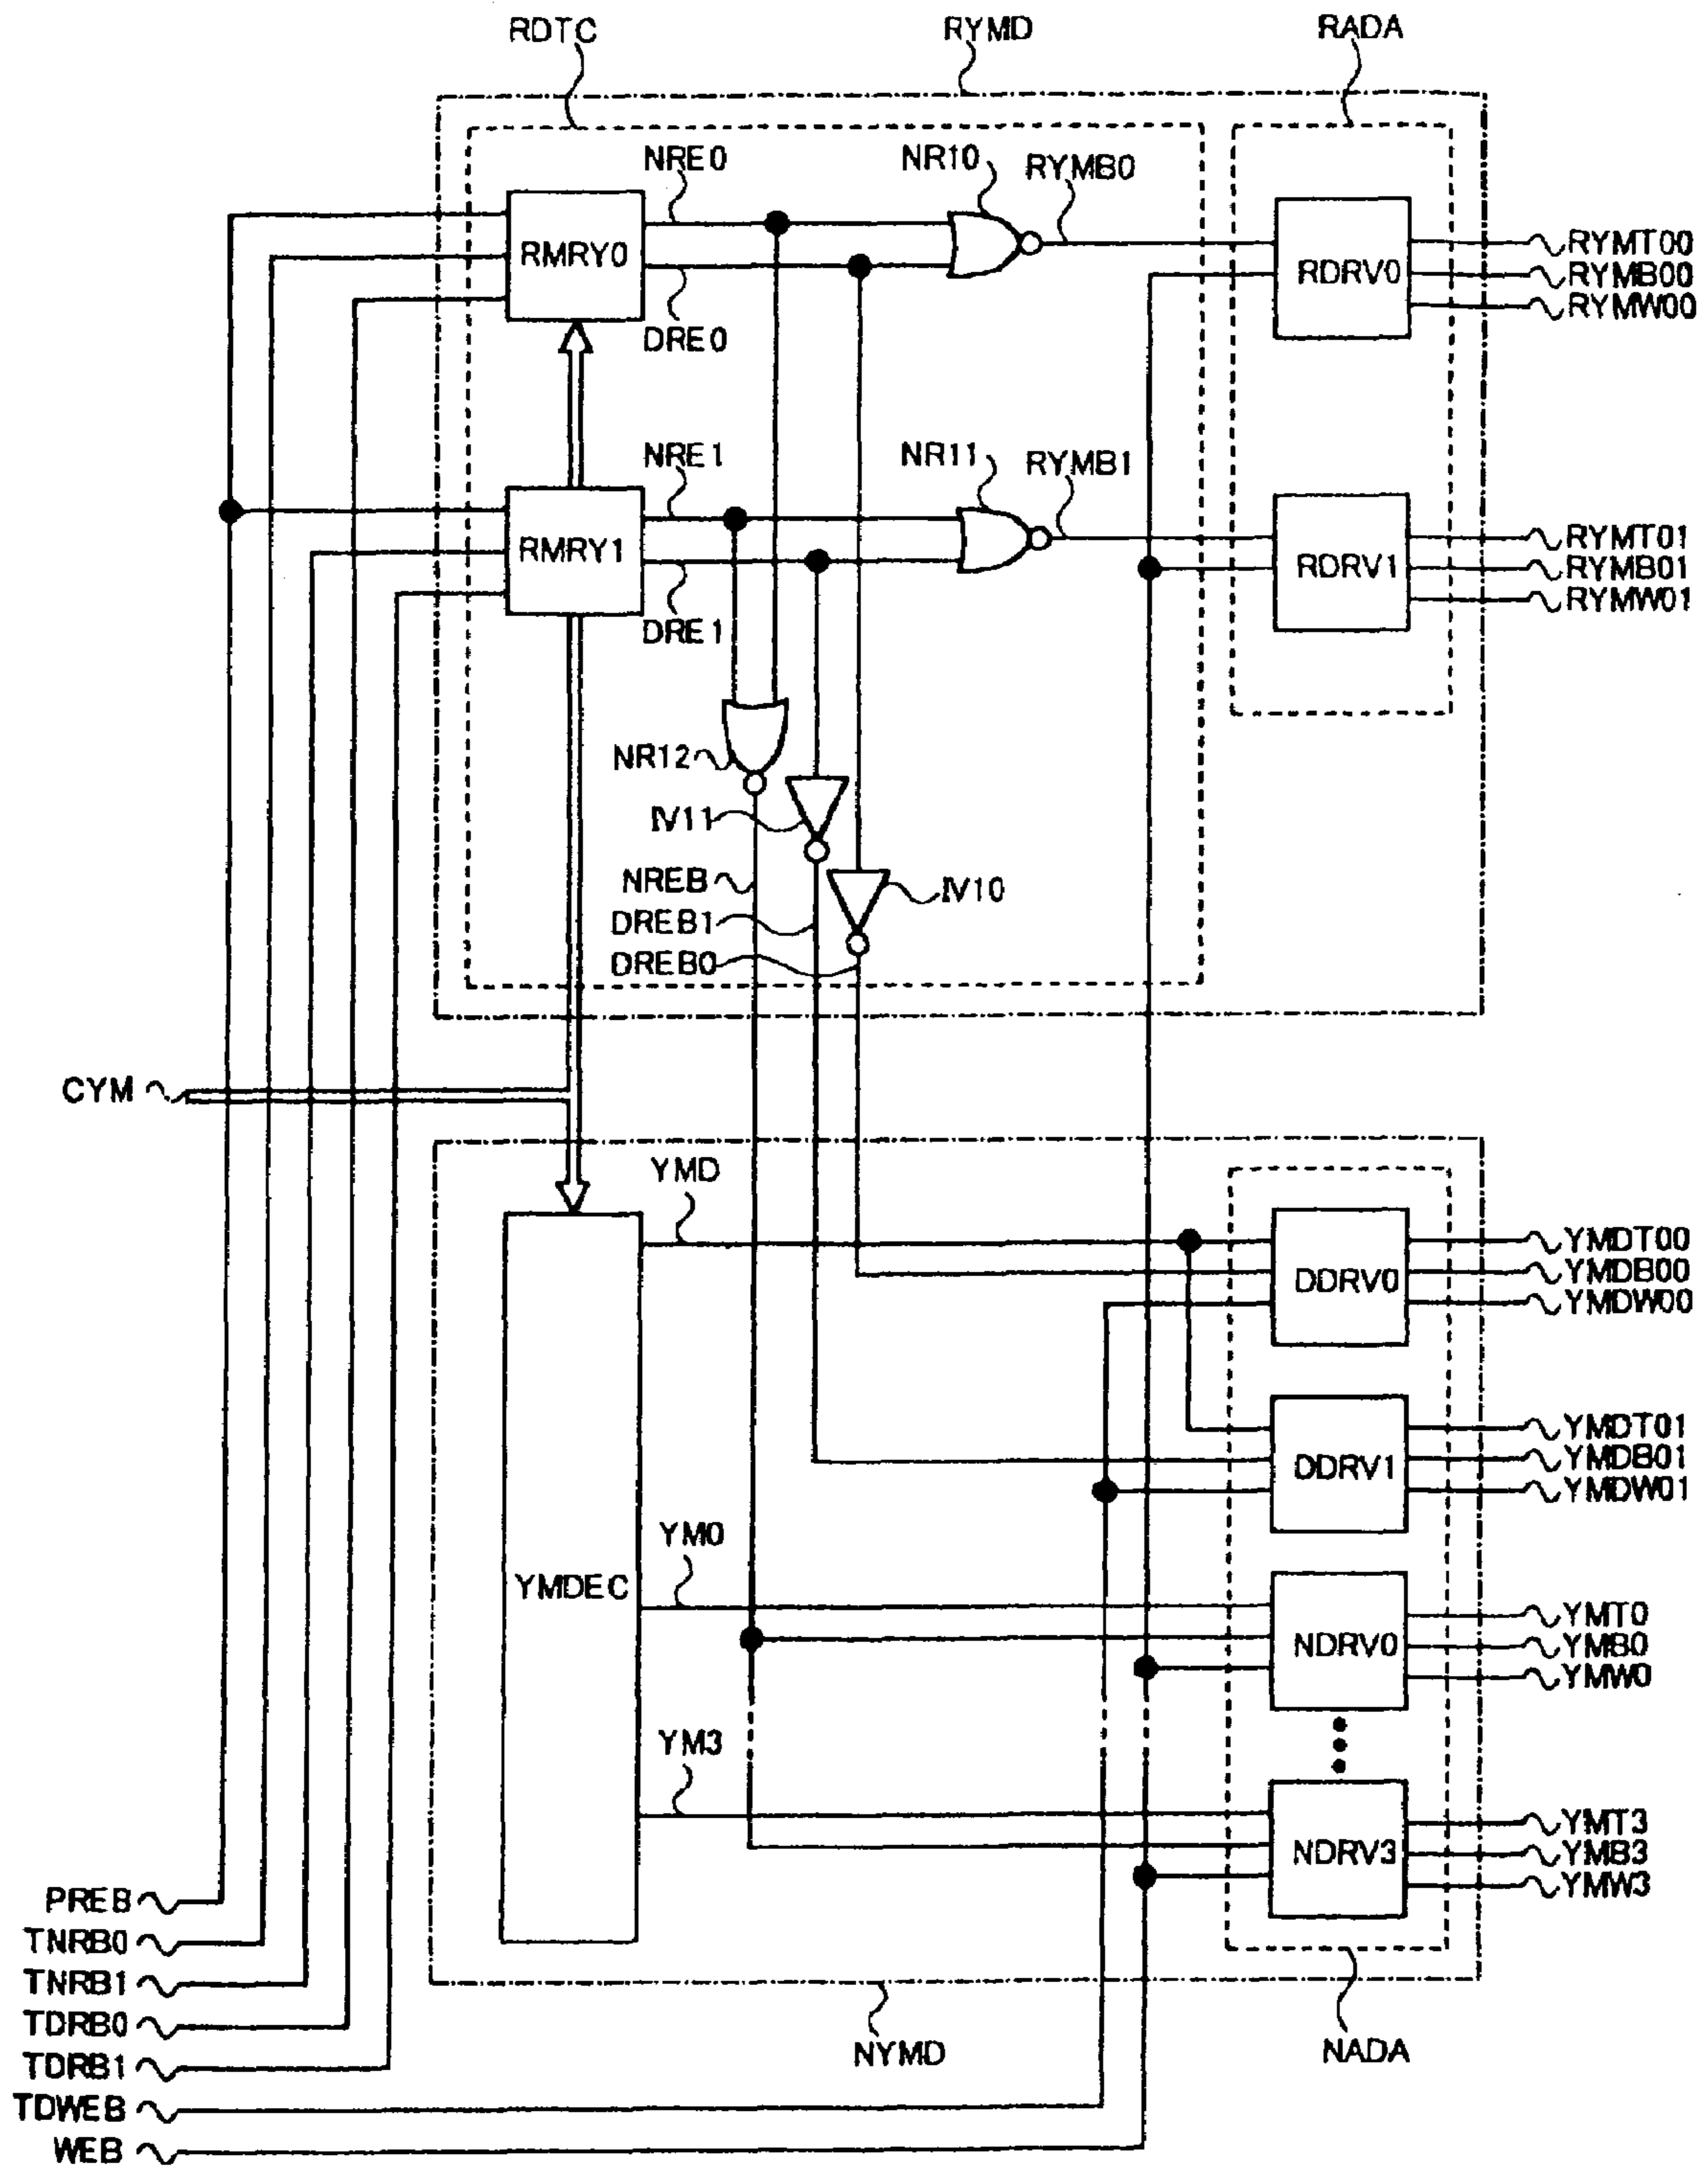 RDTC RYMD RADA
NRE0 NR10 RYMB0
RMRY0 RDRV0 RYMT00
RYMB00
RYMW00
DRE0
NRE1 NR11 RYMB1
RMRY1 RDRV1 RYMT01
RYMB01
RYMW01
DRE1
NR12
IV11
NREB IV10
DREB1
DREB0
CYM
YMD
DDRV0 YMDT00
YMDB00
YMDW00
DDRV1 YMDT01
YMDB01
YMDW01
YM0
YMDEC NDRV0 YMT0
YMB0
YMW0
YM3
NDRV3 YMT3
YMB3
YMW3
PREB
TNRB0
TNRB1
TDRB0
TDRB1
NYMD NADA
TDWEB
WEB